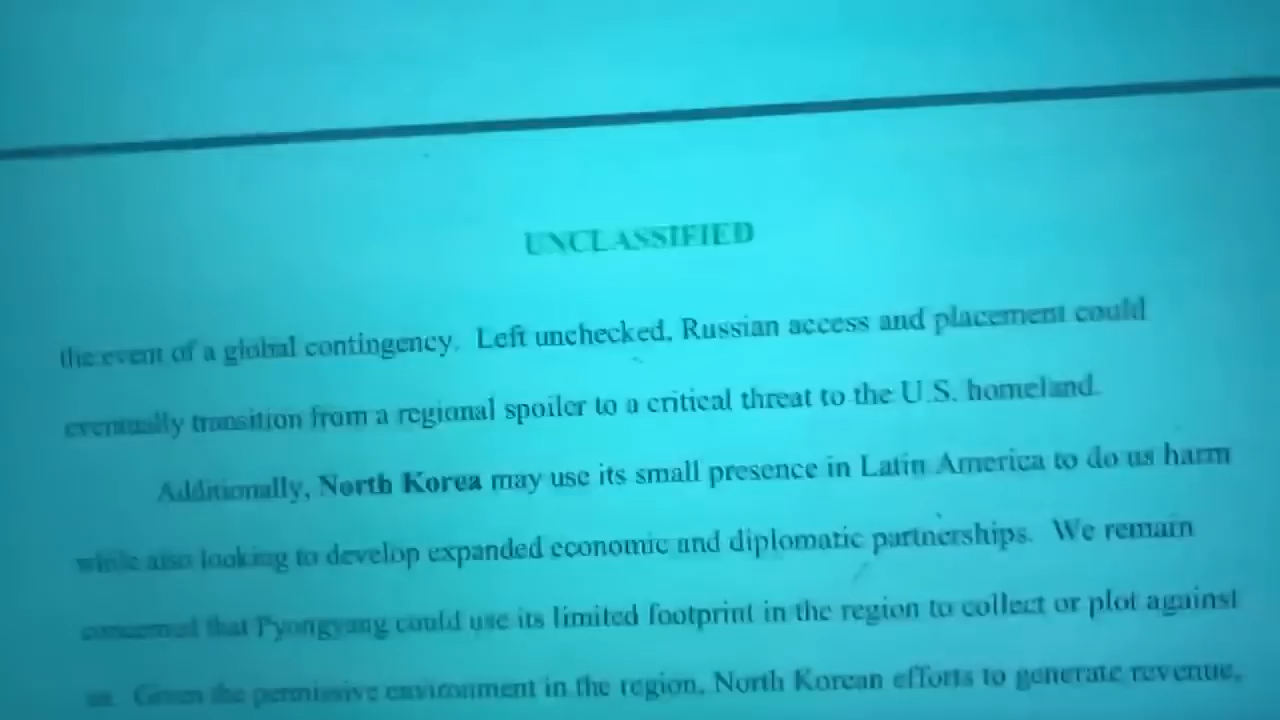 UNCLASSIFIED
the event of a global contingency. Left unchecked, Russian access and placement could
eventually transition from a regional spoiler to a critical threat to the U.S. homeland.
Additionally, North Korea may use its small presence in Latin America to do us harm
while also looking to develop expanded economic and diplomatic partnerships. We remain
concerned that Pyongyang could use its limited footprint in the region to collect or plot against
us. Given the permissive environment in the region, North Korean efforts to generate revenue,